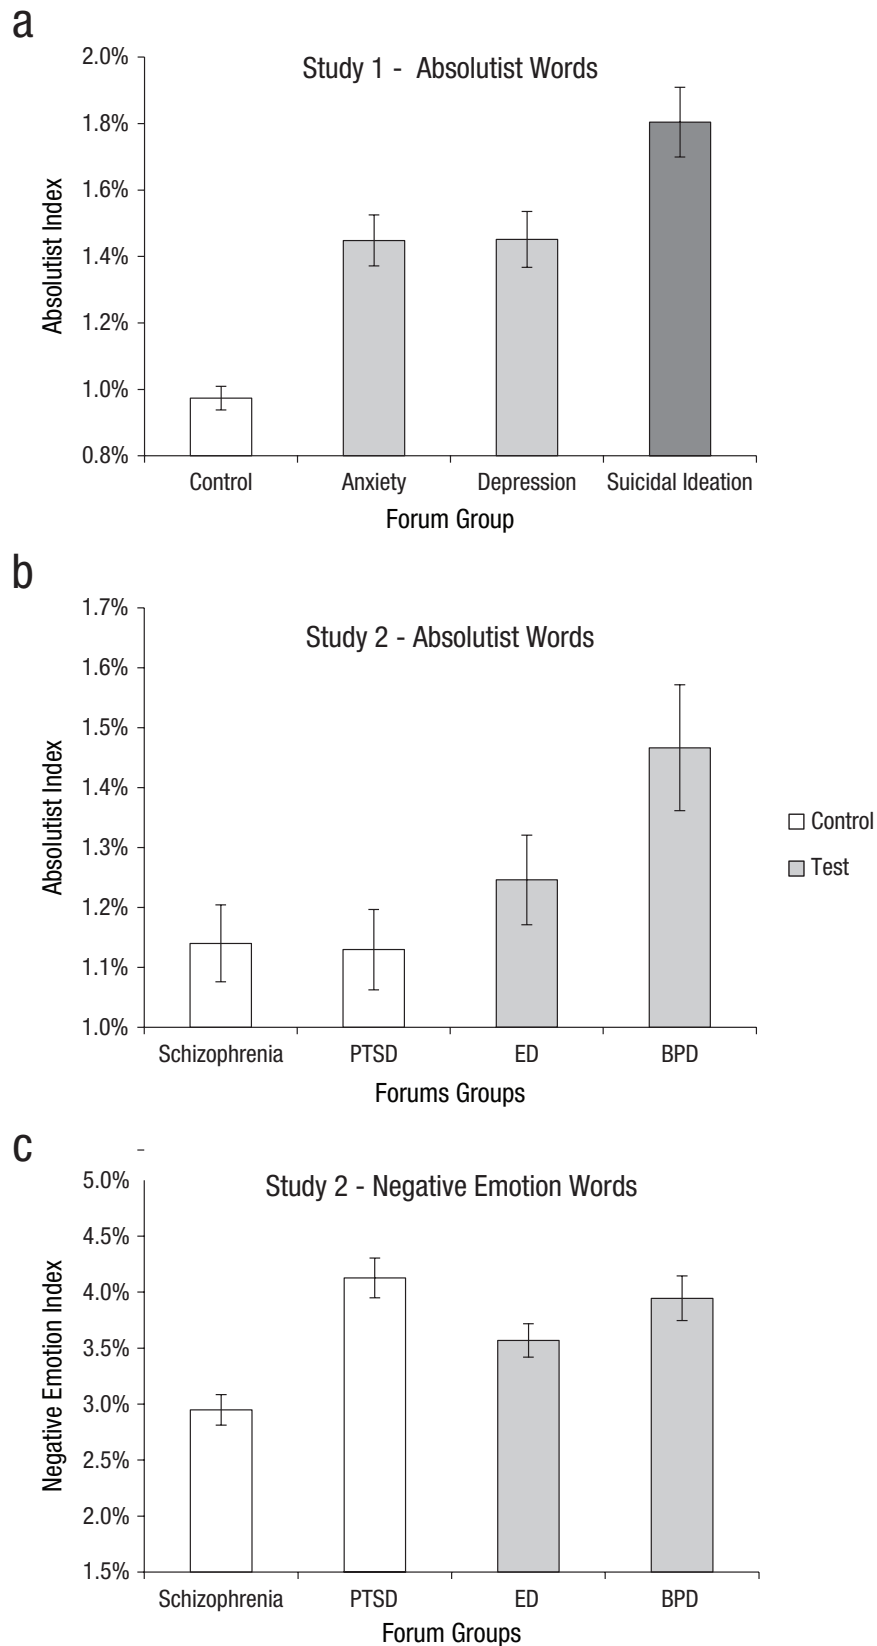 a
Study 1 - Absolutist Words
2.0%
1.8%
1.6%
1.4%
1.2%
1.0%
0.8%
Absolutist Index
Control Anxiety Depression Suicidal Ideation
Forum Group
b
Study 2 - Absolutist Words
1.7%
1.6%
1.5%
1.4%
1.3%
1.2%
1.1%
1.0%
Absolutist Index
Control
Test
Schizophrenia PTSD ED BPD
Forums Groups
c
Study 2 - Negative Emotion Words
5.0%
4.5%
4.0%
3.5%
3.0%
2.5%
2.0%
1.5%
Negative Emotion Index
Schizophrenia PTSD ED BPD
Forum Groups